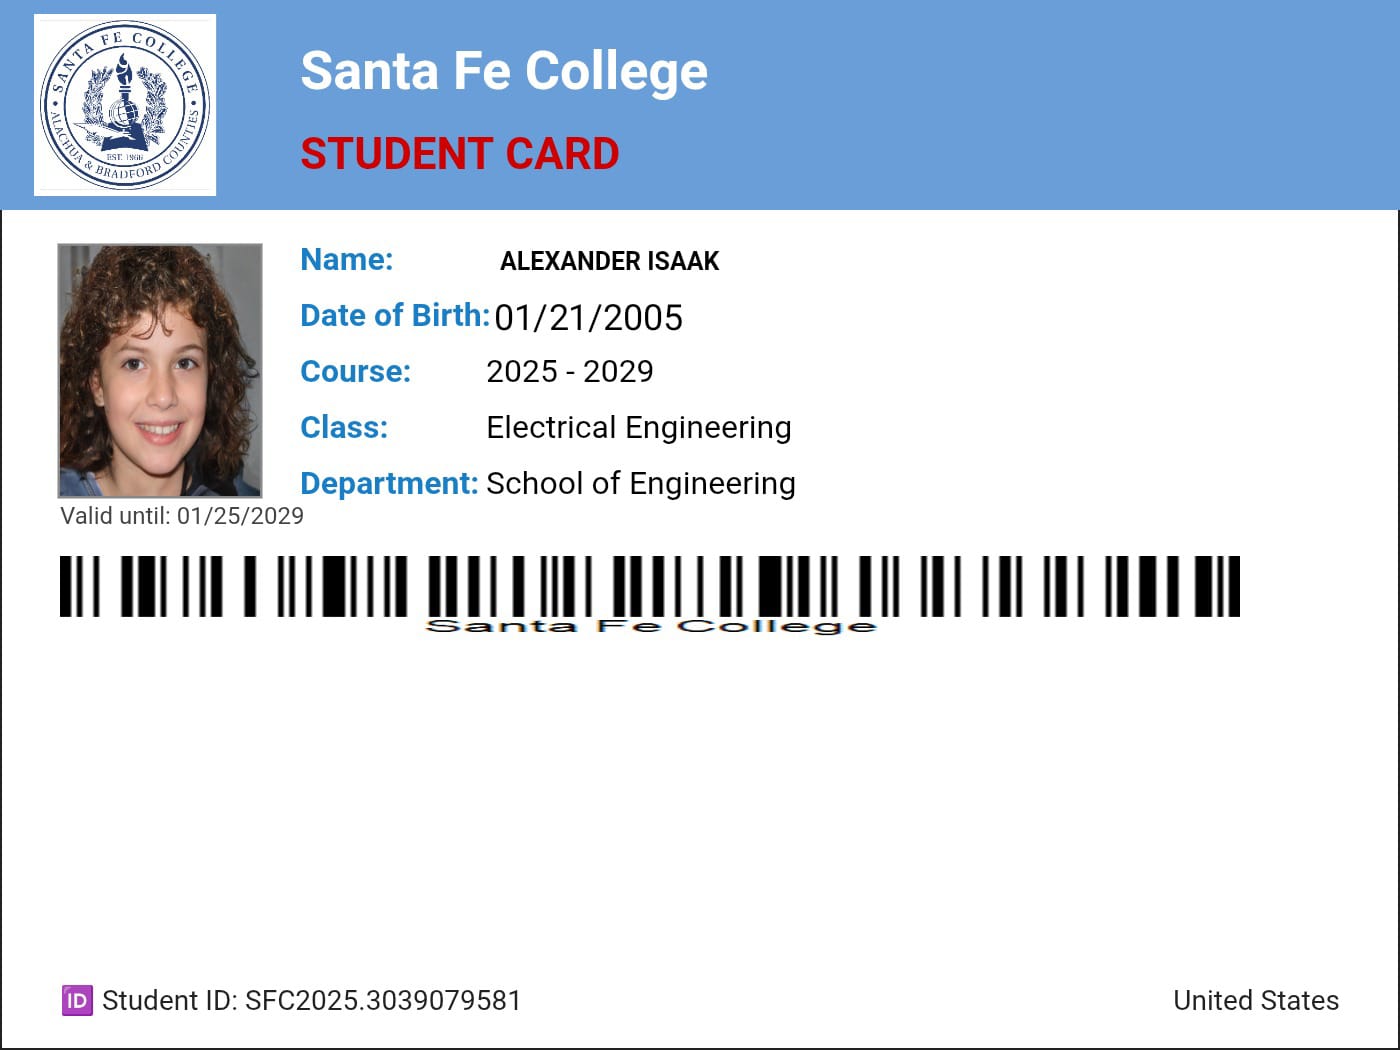 SANTA FE COLLEGE
ALACHUA & BRADFORD COUNTIES
EST. 1966
Santa Fe College
STUDENT CARD
Name: ALEXANDER ISAAK
Date of Birth: 01/21/2005
Course: 2025 - 2029
Class: Electrical Engineering
Department: School of Engineering
Valid until: 01/25/2029
Santa Fe College
🆔 Student ID: SFC2025.3039079581
United States